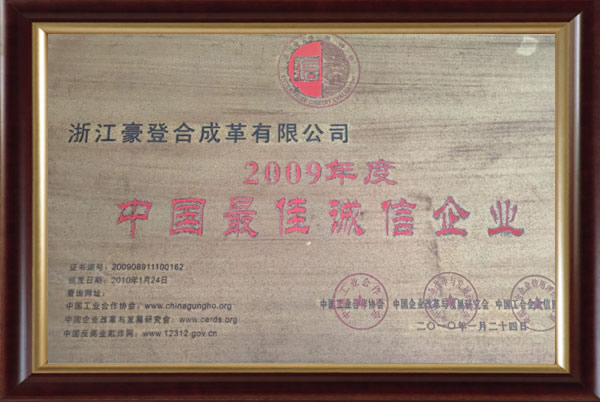 信
浙江豪登合成革有限公司
2009年度
中国最佳诚信企业
证书编号：200908911100162
颁发日期：2010年1月24日
查询网址：
中国工业合作协会：www.chinagungho.org
中国企业改革与发展研究会：www.cerds.org
中国反商业欺诈网：www.12312.gov.cn
中国工业合作协会 中国企业改革与发展研究会
二〇一〇年一月二十四日